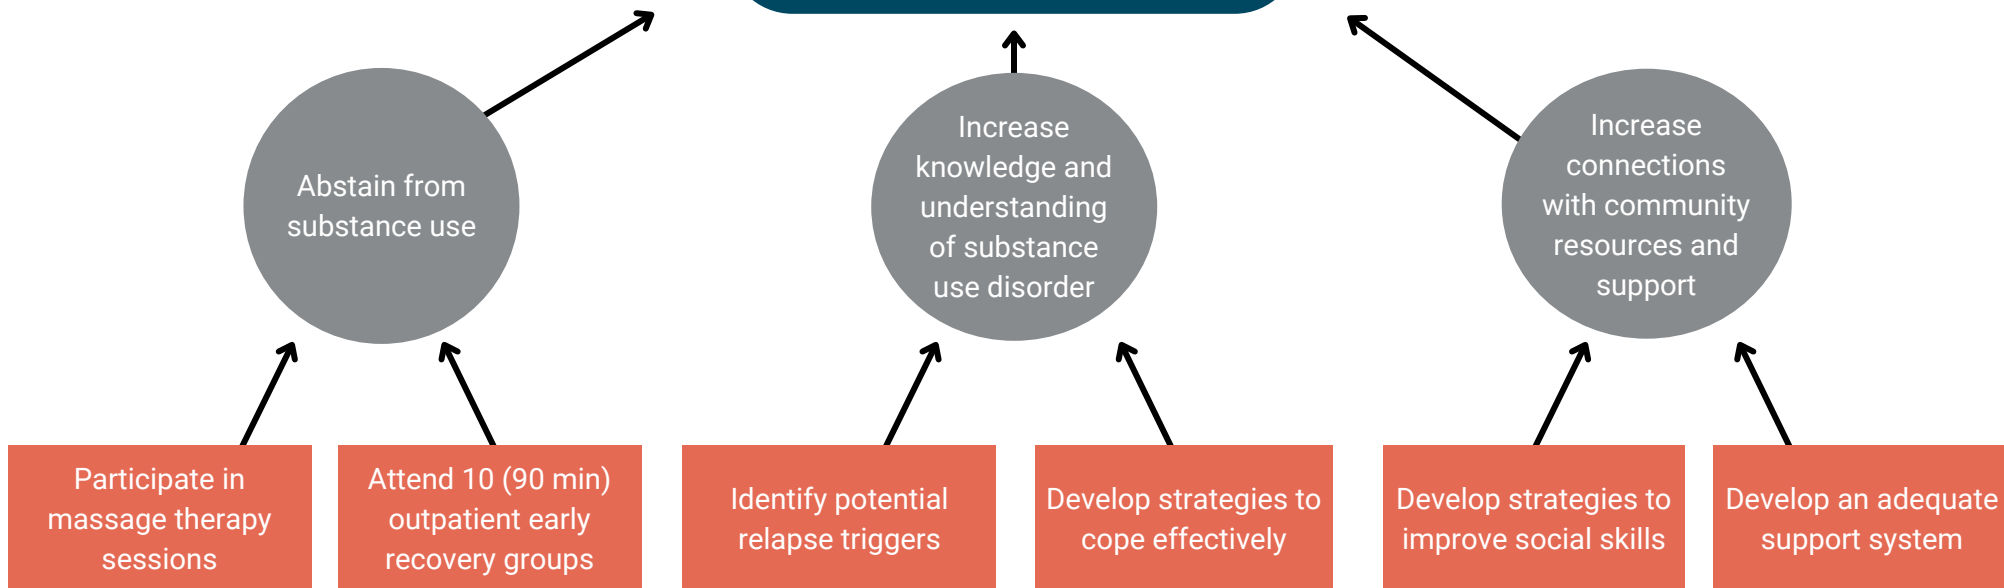 Abstain from
substance use
Increase
knowledge and
understanding
of substance
use disorder
Increase
connections
with community
resources and
support
Participate in
massage therapy
sessions
Attend 10 (90 min)
outpatient early
recovery groups
Identify potential
relapse triggers
Develop strategies to
cope effectively
Develop strategies to
improve social skills
Develop an adequate
support system